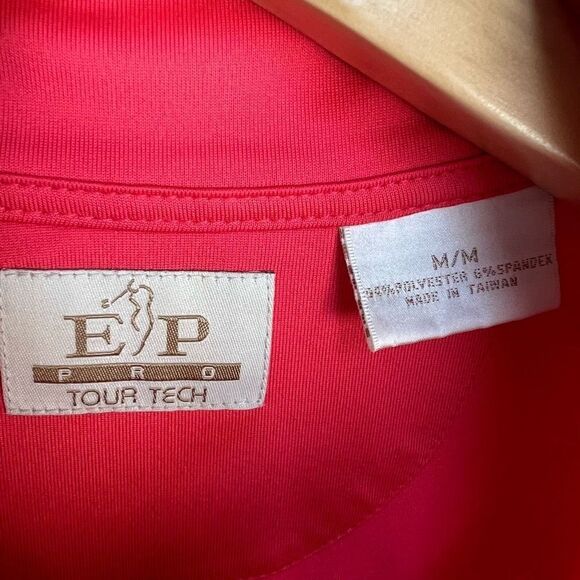 EP
PRO
TOUR TECH
M/M
94%POLYESTER 6%SPANDEX
MADE IN TAIWAN